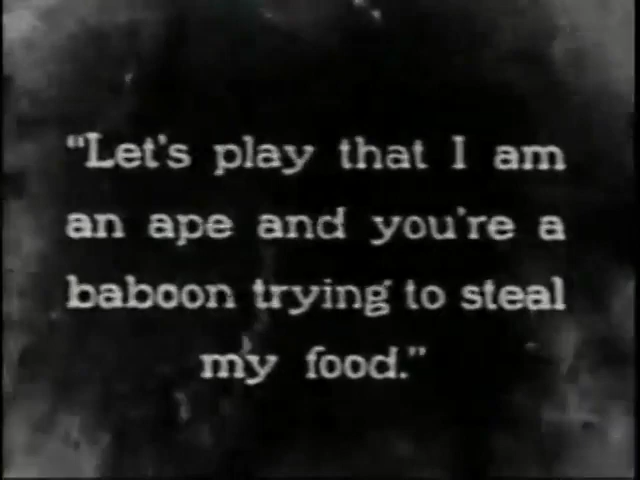 "Let's play that I am
an ape and you're a
baboon trying to steal
my food."